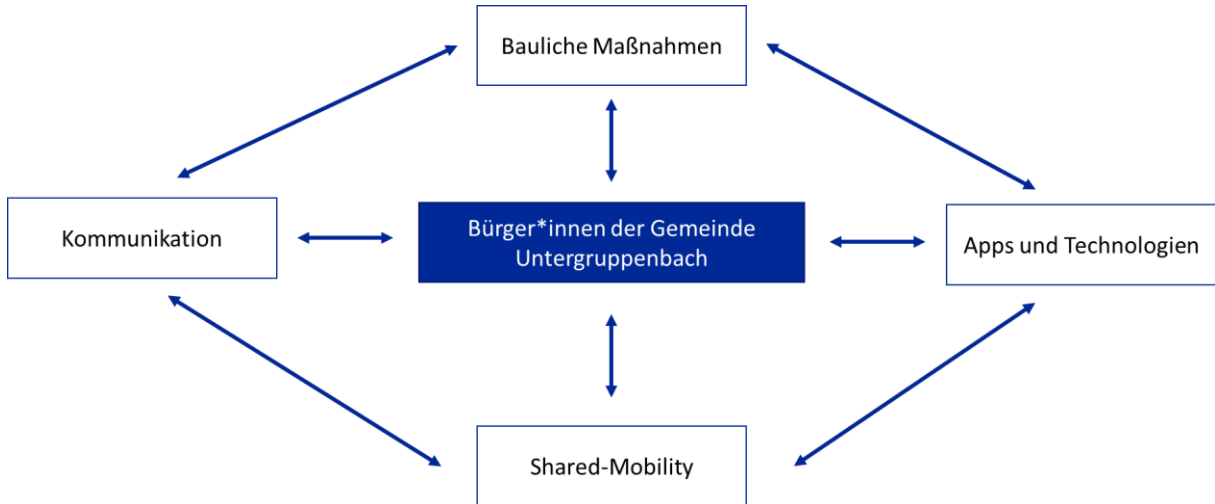 Bauliche Maßnahmen
Kommunikation
Bürger*innen der Gemeinde
Untergruppenbach
Apps und Technologien
Shared-Mobility